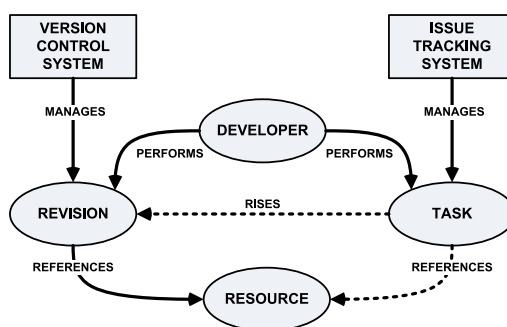 VERSION
CONTROL
SYSTEM
ISSUE
TRACKING
SYSTEM
MANAGES
MANAGES
DEVELOPER
PERFORMS
PERFORMS
REVISION
RISES
TASK
REFERENCES
REFERENCES
RESOURCE